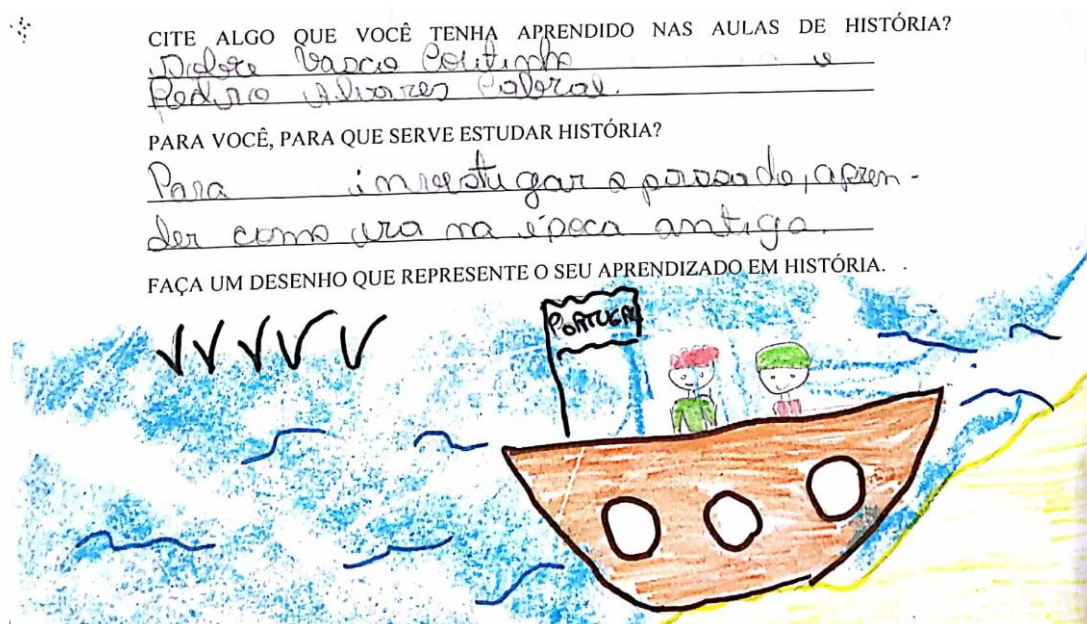 CITE ALGO QUE VOCÊ TENHA APRENDIDO NAS AULAS DE HISTÓRIA?
Sobre Vasco Coutinho e
Pedro Alvares Cabral.
PARA VOCÊ, PARA QUE SERVE ESTUDAR HISTÓRIA?
Para investigar o passado, apren-
der como era na época antiga.
FAÇA UM DESENHO QUE REPRESENTE O SEU APRENDIZADO EM HISTÓRIA.
PORTUGAL